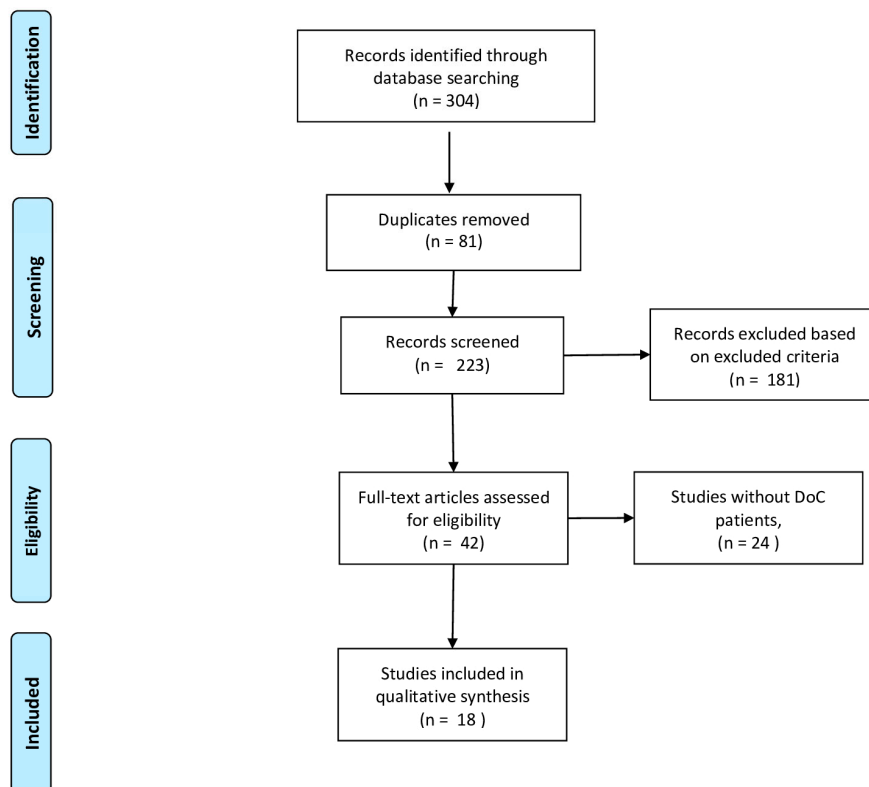 Identification
Records identified through
database searching
(n = 304)
Screening
Duplicates removed
(n = 81)
Records screened
(n = 223)
Records excluded based
on excluded criteria
(n = 181)
Eligibility
Full-text articles assessed
for eligibility
(n = 42)
Studies without DoC
patients,
(n = 24 )
Included
Studies included in
qualitative synthesis
(n = 18 )